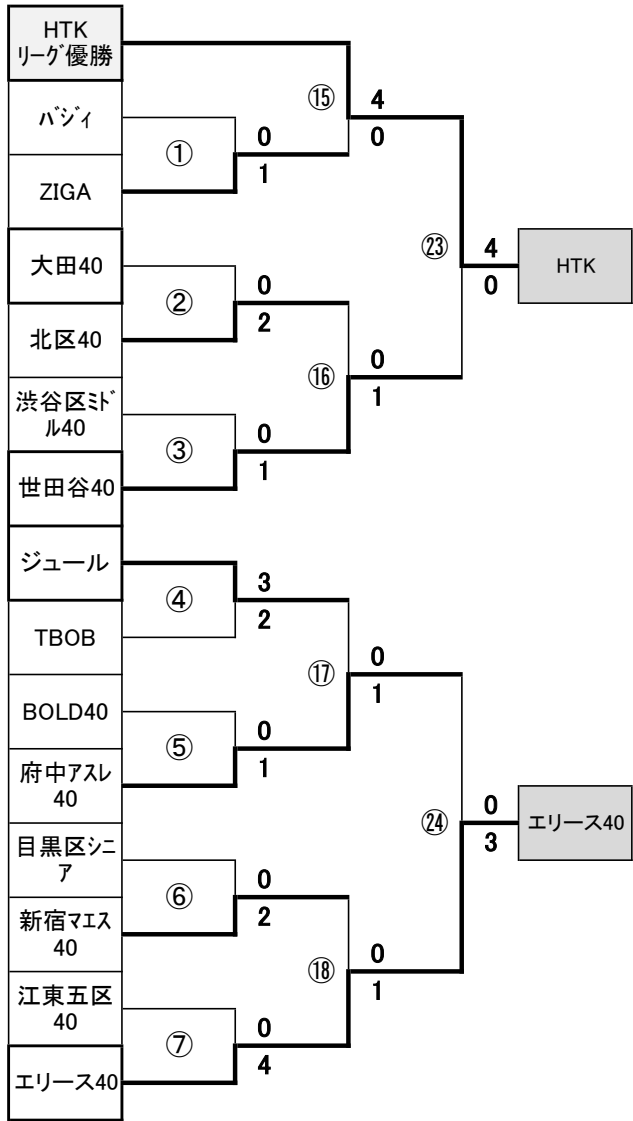 HTK
リーグ優勝
バジィ
ZIGA
大田40
北区40
渋谷区ミド
ル40
世田谷40
ジュール
TBOB
BOLD40
府中アスレ
40
目黒区シニ
ア
新宿マエス
40
江東五区
40
エリース40
①
0
1
②
0
2
③
0
1
④
3
2
⑤
0
1
⑥
0
2
⑦
0
4
⑮
4
0
⑯
0
1
⑰
0
1
⑱
0
1
㉓
4
0
㉔
0
3
HTK
エリース40